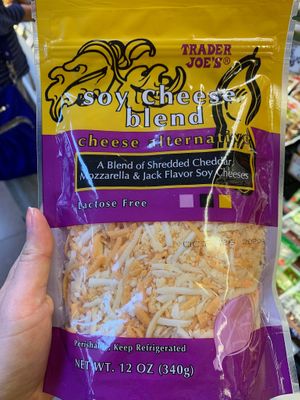 TRADER
JOE'S®
soy cheese
blend
cheese alternative
A Blend of Shredded Cheddar,
Mozzarella & Jack Flavor Soy Cheeses
Lactose Free
Perishable. Keep Refrigerated
NET WT. 12 OZ (340g)